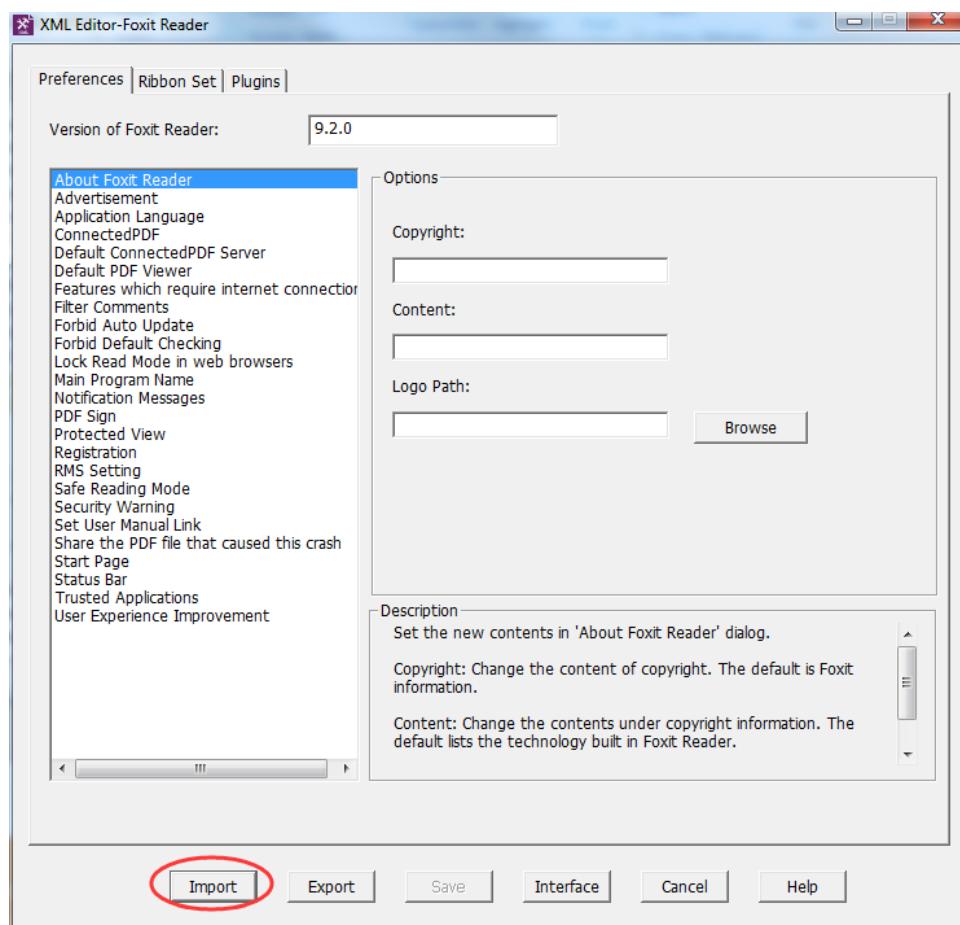 XML Editor-Foxit Reader
Preferences
Ribbon Set
Plugins
Version of Foxit Reader:
9.2.0
About Foxit Reader
Advertisement
Application Language
ConnectedPDF
Default ConnectedPDF Server
Default PDF Viewer
Features which require internet connection
Filter Comments
Forbid Auto Update
Forbid Default Checking
Lock Read Mode in web browsers
Main Program Name
Notification Messages
PDF Sign
Protected View
Registration
RMS Setting
Safe Reading Mode
Security Warning
Set User Manual Link
Share the PDF file that caused this crash
Start Page
Status Bar
Trusted Applications
User Experience Improvement
Options
Copyright:
Content:
Logo Path:
Browse
Description
Set the new contents in 'About Foxit Reader' dialog.
Copyright: Change the content of copyright. The default is Foxit
information.
Content: Change the contents under copyright information. The
default lists the technology built in Foxit Reader.
Import
Export
Save
Interface
Cancel
Help